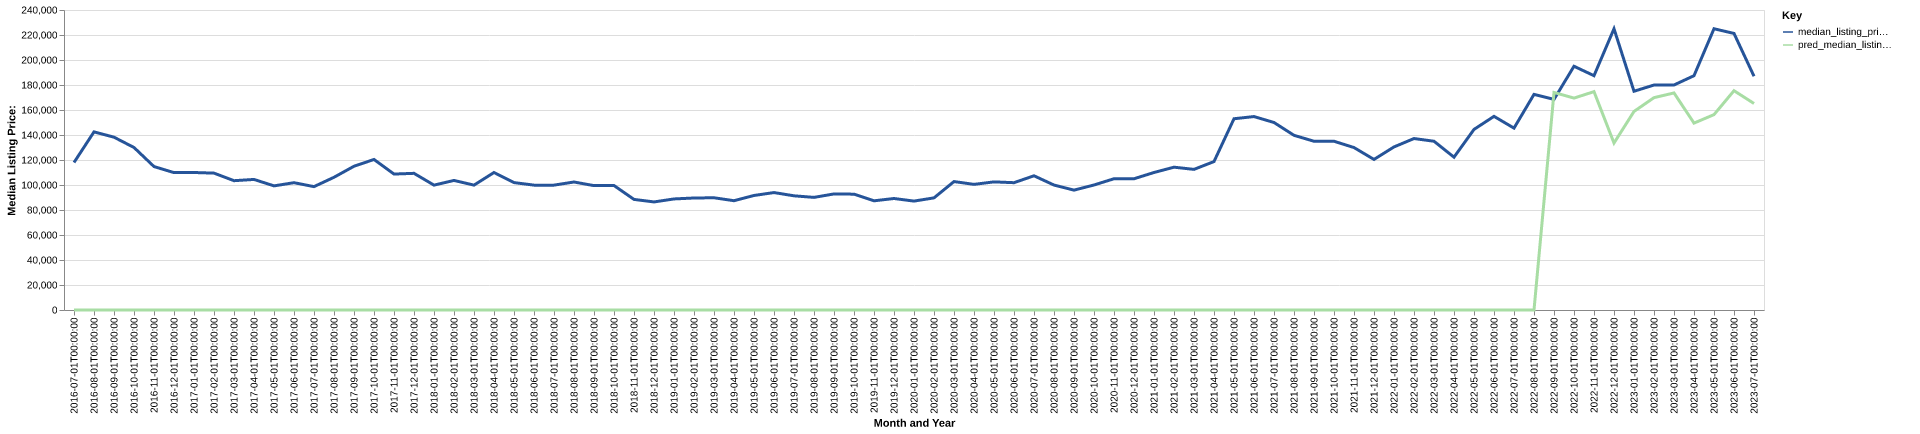 240,000
220,000
200,000
180,000
160,000
140,000
120,000
100,000
80,000
60,000
40,000
20,000
0
Median Listing Price:
2016-07-01T00:00:00
2016-08-01T00:00:00
2016-09-01T00:00:00
2016-10-01T00:00:00
2016-11-01T00:00:00
2016-12-01T00:00:00
2017-01-01T00:00:00
2017-02-01T00:00:00
2017-03-01T00:00:00
2017-04-01T00:00:00
2017-05-01T00:00:00
2017-06-01T00:00:00
2017-07-01T00:00:00
2017-08-01T00:00:00
2017-09-01T00:00:00
2017-10-01T00:00:00
2017-11-01T00:00:00
2017-12-01T00:00:00
2018-01-01T00:00:00
2018-02-01T00:00:00
2018-03-01T00:00:00
2018-04-01T00:00:00
2018-05-01T00:00:00
2018-06-01T00:00:00
2018-07-01T00:00:00
2018-08-01T00:00:00
2018-09-01T00:00:00
2018-10-01T00:00:00
2018-11-01T00:00:00
2018-12-01T00:00:00
2019-01-01T00:00:00
2019-02-01T00:00:00
2019-03-01T00:00:00
2019-04-01T00:00:00
2019-05-01T00:00:00
2019-06-01T00:00:00
2019-07-01T00:00:00
2019-08-01T00:00:00
2019-09-01T00:00:00
2019-10-01T00:00:00
2019-11-01T00:00:00
2019-12-01T00:00:00
2020-01-01T00:00:00
2020-02-01T00:00:00
2020-03-01T00:00:00
2020-04-01T00:00:00
2020-05-01T00:00:00
2020-06-01T00:00:00
2020-07-01T00:00:00
2020-08-01T00:00:00
2020-09-01T00:00:00
2020-10-01T00:00:00
2020-11-01T00:00:00
2020-12-01T00:00:00
2021-01-01T00:00:00
2021-02-01T00:00:00
2021-03-01T00:00:00
2021-04-01T00:00:00
2021-05-01T00:00:00
2021-06-01T00:00:00
2021-07-01T00:00:00
2021-08-01T00:00:00
2021-09-01T00:00:00
2021-10-01T00:00:00
2021-11-01T00:00:00
2021-12-01T00:00:00
2022-01-01T00:00:00
2022-02-01T00:00:00
2022-03-01T00:00:00
2022-04-01T00:00:00
2022-05-01T00:00:00
2022-06-01T00:00:00
2022-07-01T00:00:00
2022-08-01T00:00:00
2022-09-01T00:00:00
2022-10-01T00:00:00
2022-11-01T00:00:00
2022-12-01T00:00:00
2023-01-01T00:00:00
2023-02-01T00:00:00
2023-03-01T00:00:00
2023-04-01T00:00:00
2023-05-01T00:00:00
2023-06-01T00:00:00
2023-07-01T00:00:00
Month and Year
Key
median_listing_pri…
pred_median_listin…